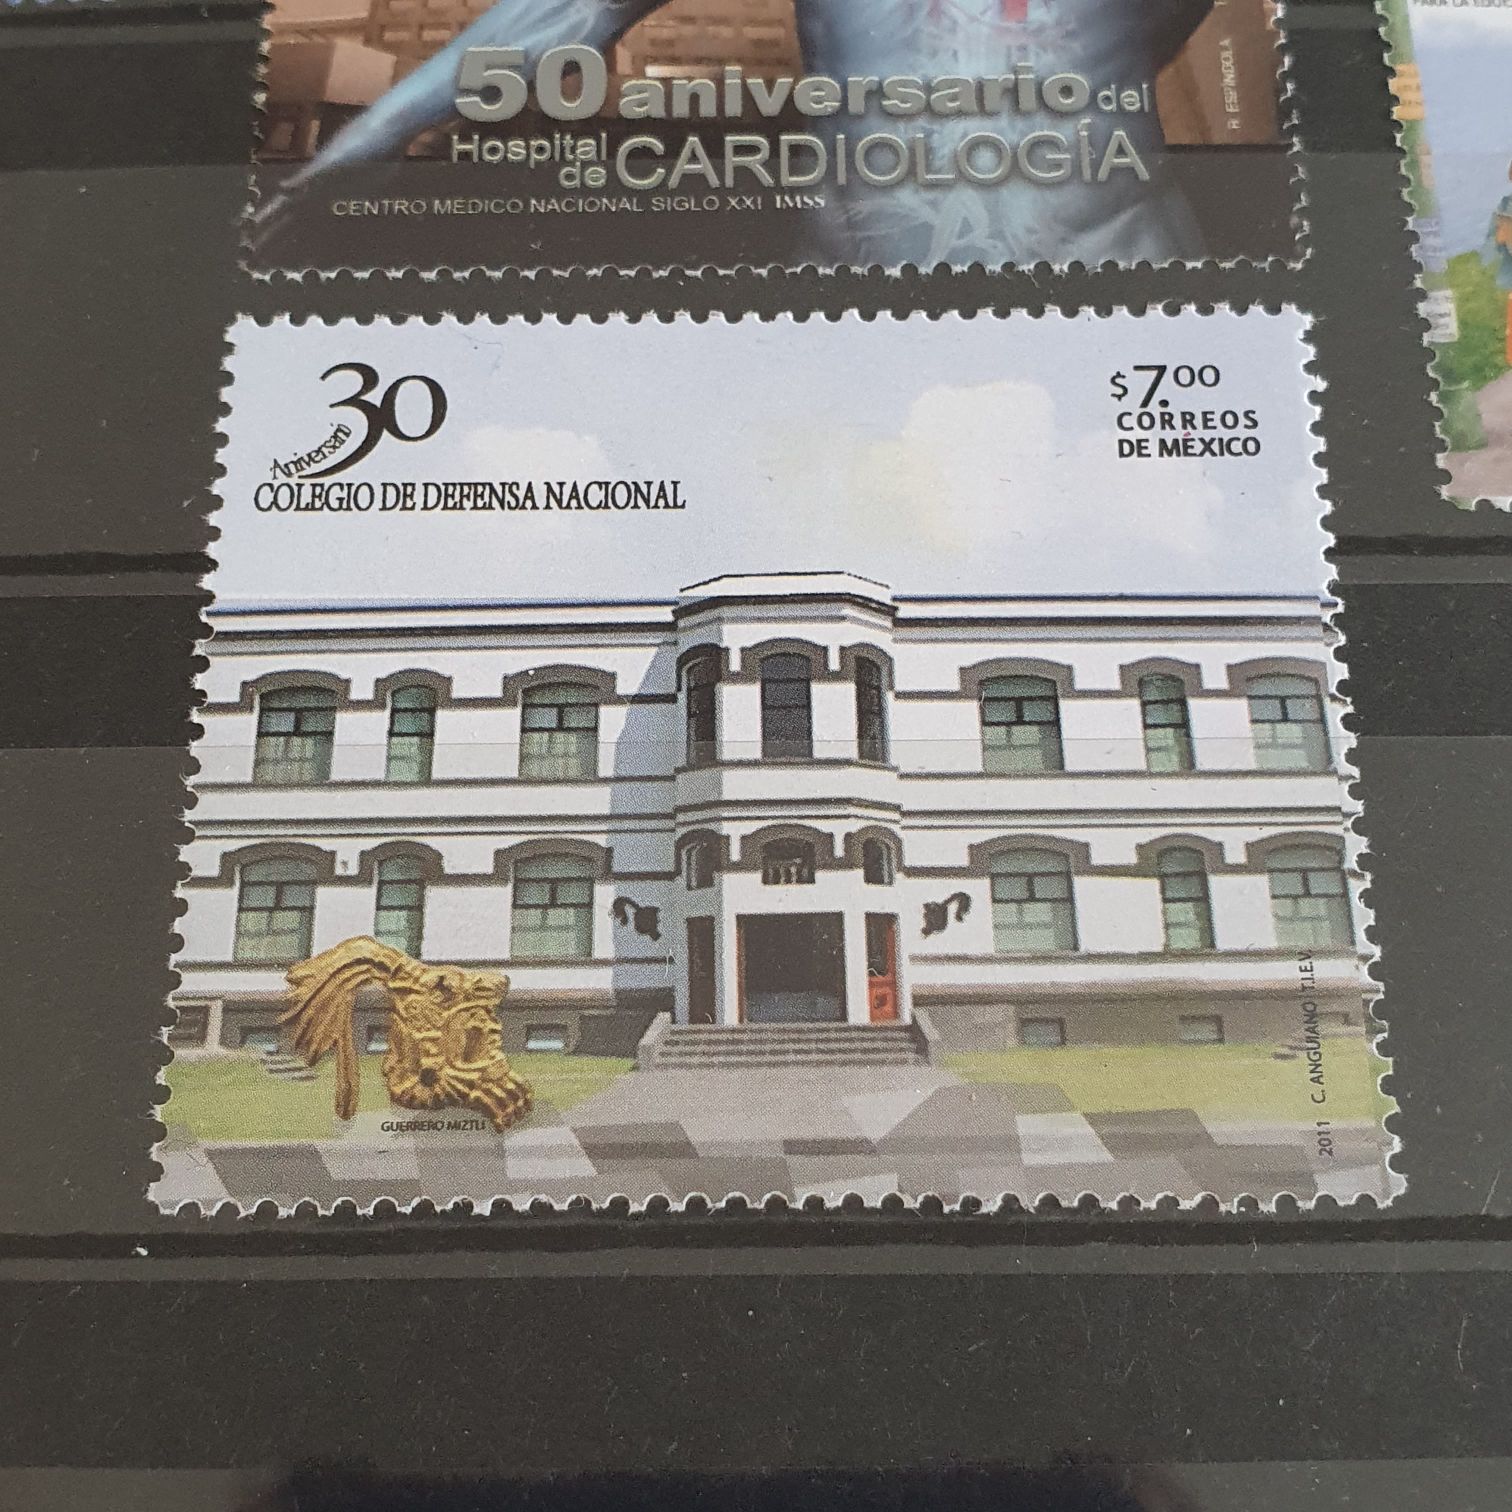 50 aniversario del
Hospital de CARDIOLOGÍA
CENTRO MEDICO NACIONAL SIGLO XXI IMSS
R. ESPÍNDOLA
30
Aniversario
COLEGIO DE DEFENSA NACIONAL
$7.00
CORREOS
DE MÉXICO
GUERRERO MIZTLI
2011 C. ANGUIANO T.I.E.V.